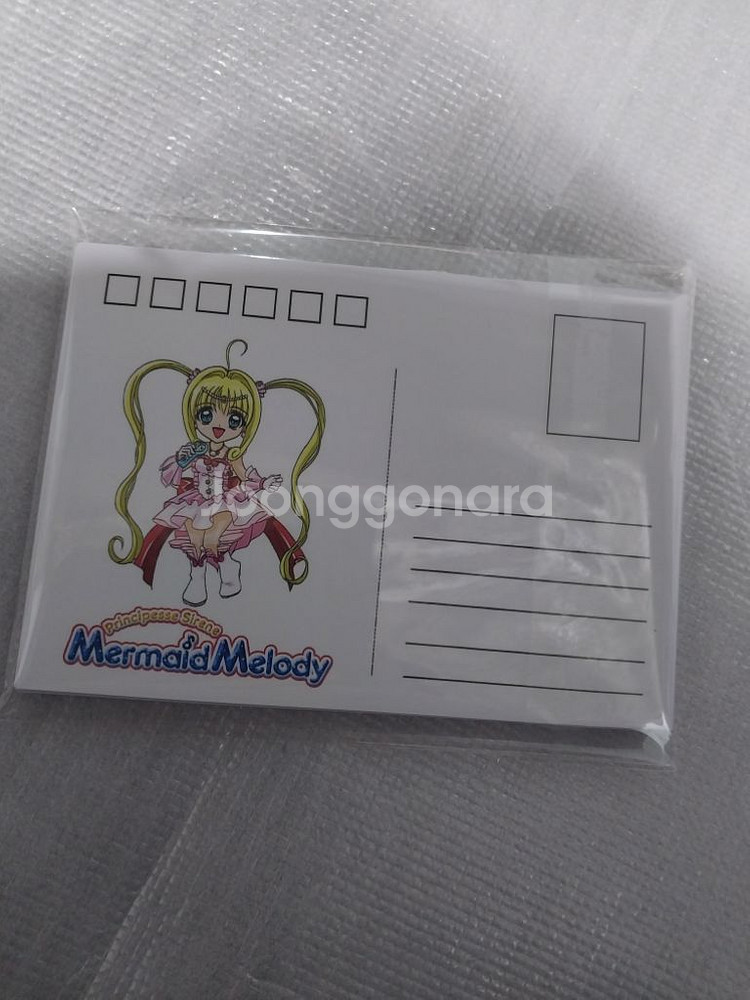 Joonggonara
Principesse Sirene
Mermaid Melody